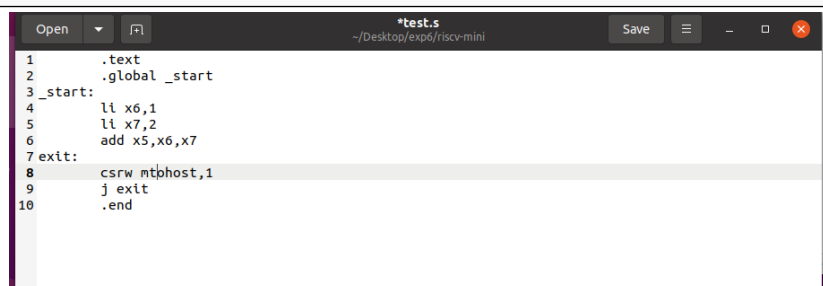 Open
*test.s
~/Desktop/exp6/riscv-mini
Save
1 .text
2 .global _start
3 _start:
4 li x6,1
5 li x7,2
6 add x5,x6,x7
7 exit:
8 csrw mtohost,1
9 j exit
10 .end